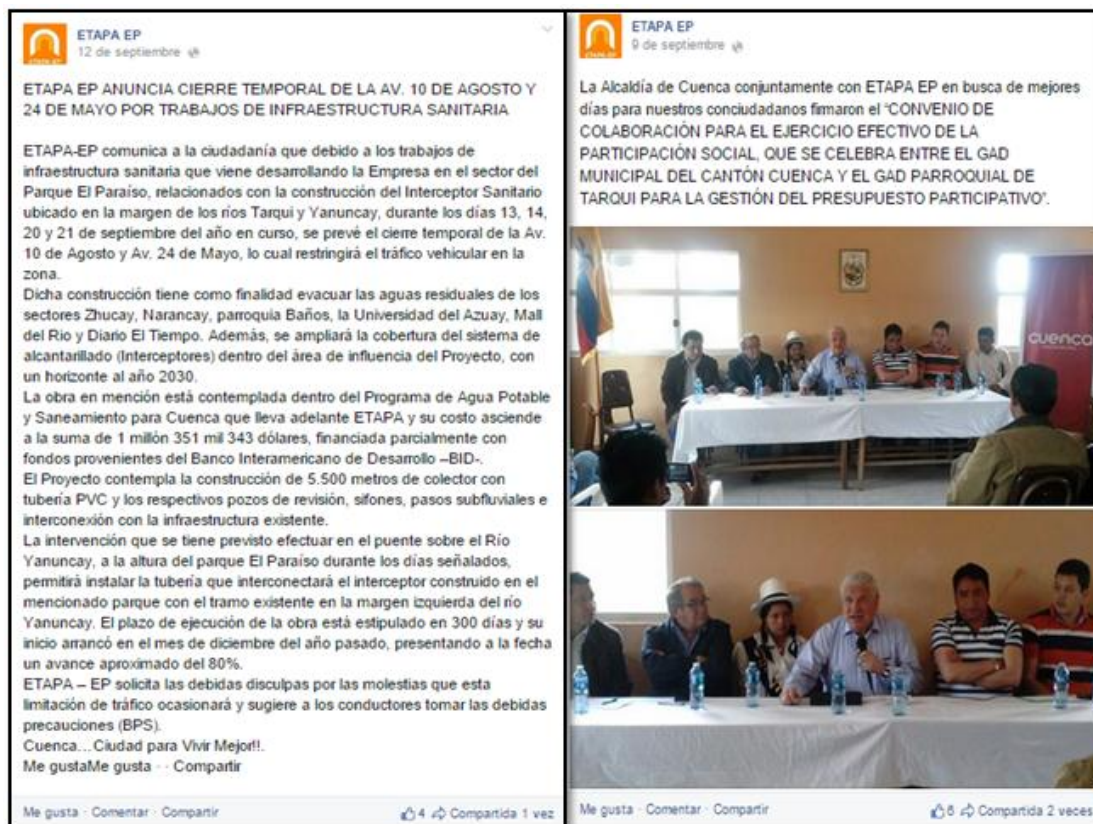 ETAPA EP
12 de septiembre
ETAPA EP ANUNCIA CIERRE TEMPORAL DE LA AV. 10 DE AGOSTO Y
24 DE MAYO POR TRABAJOS DE INFRAESTRUCTURA SANITARIA
ETAPA-EP comunica a la ciudadanía que debido a los trabajos de
infraestructura sanitaria que viene desarrollando la Empresa en el sector del
Parque El Paraíso, relacionados con la construcción del Interceptor Sanitario
ubicado en la margen de los ríos Tarqui y Yanuncay, durante los días 13, 14,
20 y 21 de septiembre del año en curso, se prevé el cierre temporal de la Av.
10 de Agosto y Av. 24 de Mayo, lo cual restringirá el tráfico vehicular en la
zona.
Dicha construcción tiene como finalidad evacuar las aguas residuales de los
sectores Zhucay, Narancay, parroquia Baños, la Universidad del Azuay, Mall
del Rio y Diario El Tiempo. Además, se ampliará la cobertura del sistema de
alcantarillado (Interceptores) dentro del área de influencia del Proyecto, con
un horizonte al año 2030.
La obra en mención está contemplada dentro del Programa de Agua Potable
y Saneamiento para Cuenca que lleva adelante ETAPA y su costo asciende
a la suma de 1 millón 351 mil 343 dólares, financiada parcialmente con
fondos provenientes del Banco Interamericano de Desarrollo –BID-.
El Proyecto contempla la construcción de 5.500 metros de colector con
tubería PVC y los respectivos pozos de revisión, sifones, pasos subfluviales e
interconexión con la infraestructura existente.
La intervención que se tiene previsto efectuar en el puente sobre el Río
Yanuncay, a la altura del parque El Paraíso durante los días señalados,
permitirá instalar la tubería que interconectará el interceptor construido en el
mencionado parque con el tramo existente en la margen izquierda del río
Yanuncay. El plazo de ejecución de la obra está estipulado en 300 días y su
inicio arrancó en el mes de diciembre del año pasado, presentando a la fecha
un avance aproximado del 80%.
ETAPA – EP solicita las debidas disculpas por las molestias que esta
limitación de tráfico ocasionará y sugiere a los conductores tomar las debidas
precauciones (BPS).
Cuenca…Ciudad para Vivir Mejor!!.
Me gustaMe gusta · · Compartir
Me gusta · Comentar · Compartir
4 Compartida 1 vez
ETAPA EP
ETAPA EP
9 de septiembre
La Alcaldía de Cuenca conjuntamente con ETAPA EP en busca de mejores
días para nuestros conciudadanos firmaron el “CONVENIO DE
COLABORACIÓN PARA EL EJERCICIO EFECTIVO DE LA
PARTICIPACIÓN SOCIAL, QUE SE CELEBRA ENTRE EL GAD
MUNICIPAL DEL CANTÓN CUENCA Y EL GAD PARROQUIAL DE
TARQUI PARA LA GESTIÓN DEL PRESUPUESTO PARTICIPATIVO”.
cuenca
Me gusta · Comentar · Compartir
6 Compartida 2 veces
ETAPA EP